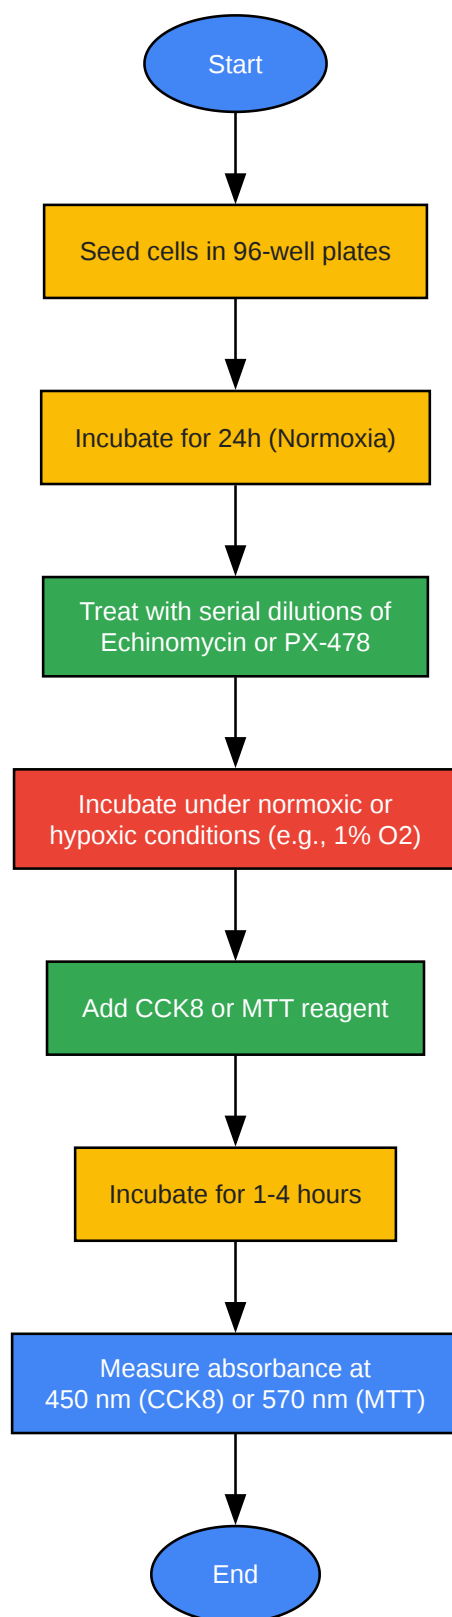 Start
Seed cells in 96-well plates
Incubate for 24h (Normoxia)
Treat with serial dilutions of
Echinomycin or PX-478
Incubate under normoxic or
hypoxic conditions (e.g., 1% O2)
Add CCK8 or MTT reagent
Incubate for 1-4 hours
Measure absorbance at
450 nm (CCK8) or 570 nm (MTT)
End